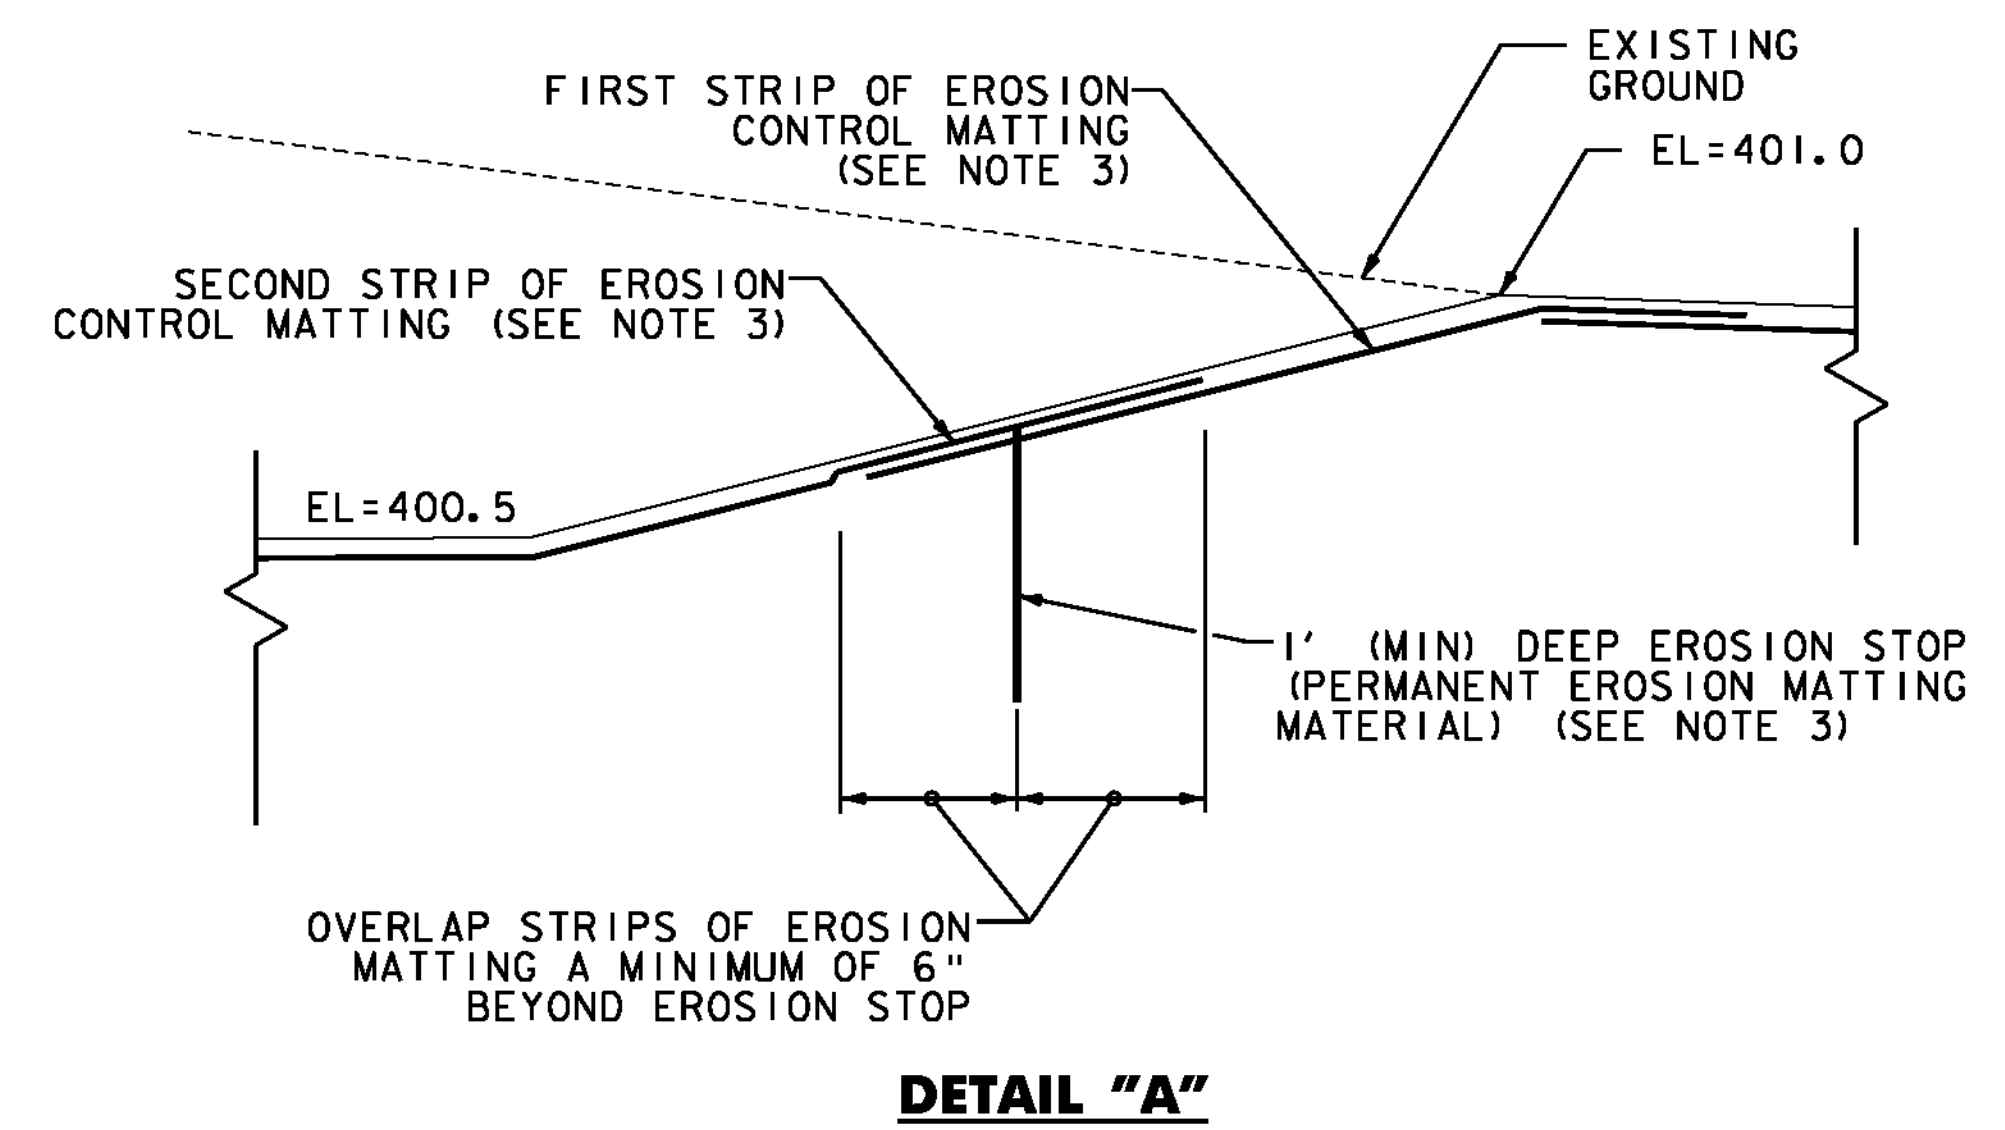 EXISTING
GROUND
FIRST STRIP OF EROSION
CONTROL MATTING
(SEE NOTE 3)
EL=401.0
SECOND STRIP OF EROSION
CONTROL MATTING (SEE NOTE 3)
EL=400.5
1' (MIN) DEEP EROSION STOP
(PERMANENT EROSION MATTING
MATERIAL) (SEE NOTE 3)
OVERLAP STRIPS OF EROSION
MATTING A MINIMUM OF 6"
BEYOND EROSION STOP
DETAIL "A"